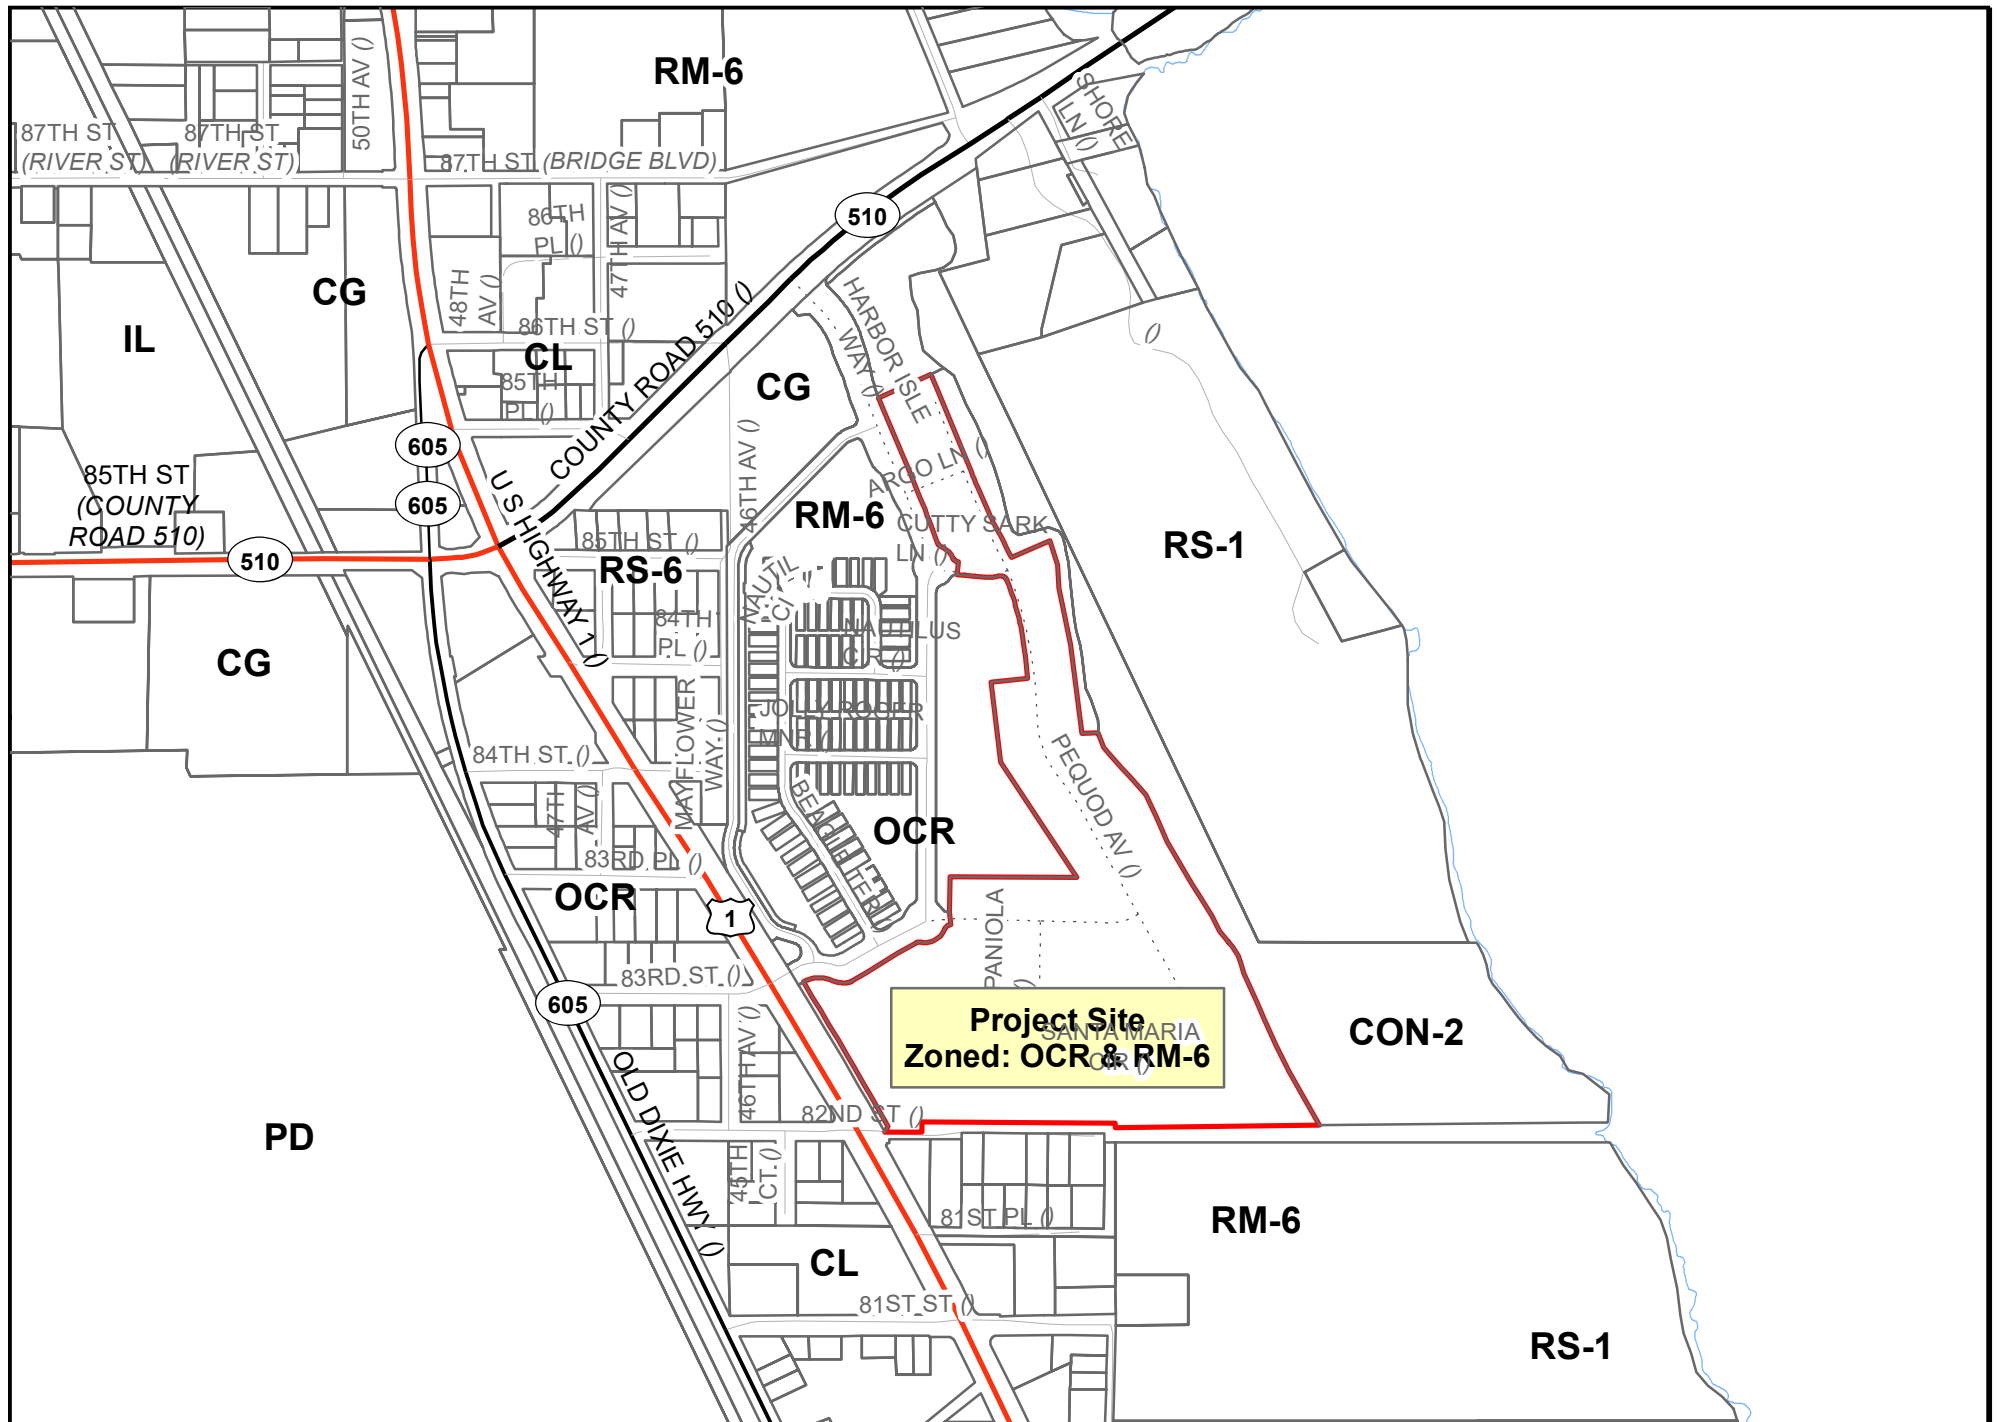 RM-6
50TH AV ()
SHORE
LN ()
87TH ST
(RIVER ST)
87TH ST
(RIVER ST)
87TH ST (BRIDGE BLVD)
510
86TH
PL ()
47TH AV ()
48TH
AV ()
CG
IL
86TH ST ()
CL
85TH
PL ()
COUNTY ROAD 510 ()
HARBOR ISLE
WAY ()
()
CG
605
605
85TH ST
(COUNTY
ROAD 510)
510
U S HIGHWAY 1 ()
46TH AV ()
ARGO LN ()
RM-6
CUTTY SARK
LN ()
RS-1
85TH ST ()
RS-6
84TH
PL ()
NAUTIL
CI
NAUTILUS
CIR ()
CG
MAYFLOWER
WAY ()
JOLLY ROGER
MNR ()
84TH ST ()
47TH
AV ()
PEQUOD AV ()
OCR
83RD PL ()
OCR
1
PANIOLA
()
83RD ST ()
605
Project Site
Zoned: OCR & RM-6
SANTA MARIA
CIR ()
CON-2
46TH AV ()
OLD DIXIE HWY ()
82ND ST ()
PD
45TH
CT ()
81ST PL ()
RM-6
CL
81ST ST ()
RS-1